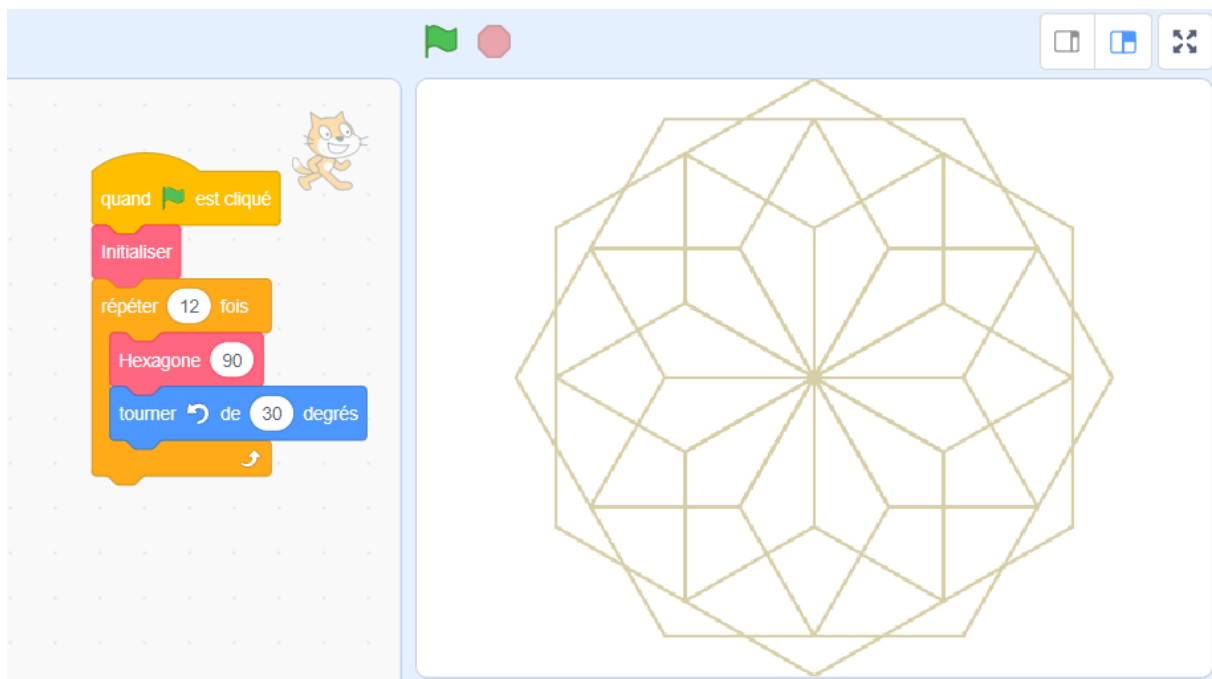 quand est cliqué
Initialiser
répéter 12 fois
Hexagone 90
tourner de 30 degrés